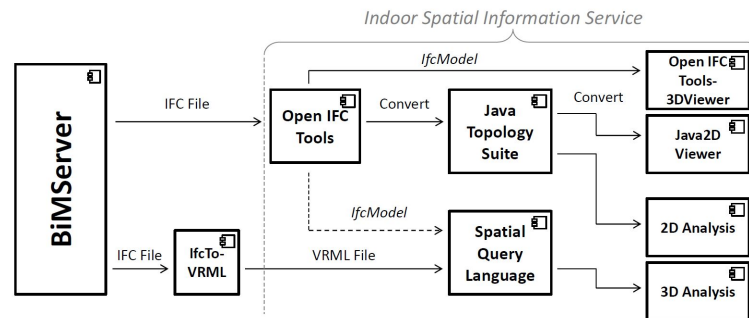 Indoor Spatial Information Service
BiMServer
IFC File
IFC File
IfcTo-
VRML
Open IFC
Tools
IfcModel
Convert
Java
Topology
Suite
Convert
Open IFC
Tools-
3DViewer
Java2D
Viewer
IfcModel
VRML File
Spatial
Query
Language
2D Analysis
3D Analysis